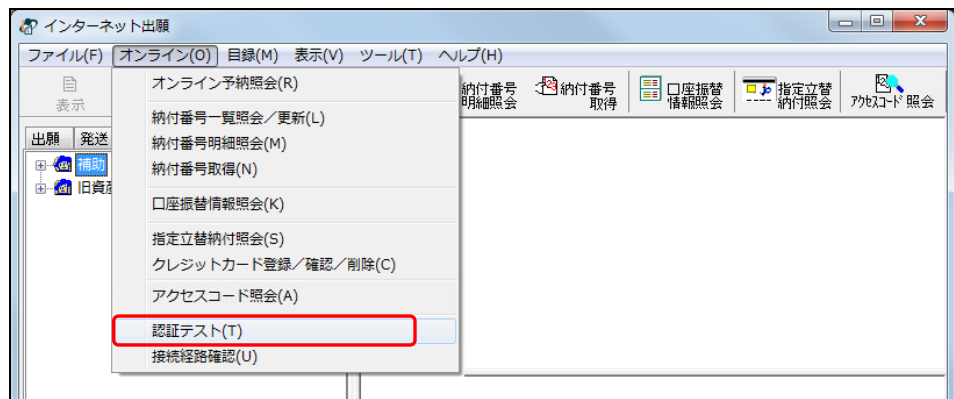 インターネット出願
ファイル(F) オンライン(O) 目録(M) 表示(V) ツール(T) ヘルプ(H)
表示
納付番号
明細照会
納付番号
取得
口座振替
情報照会
指定立替
納付照会
アクセスコード 照会
出願 発送
補助
旧資産
オンライン予納照会(R)
納付番号一覧照会／更新(L)
納付番号明細照会(M)
納付番号取得(N)
口座振替情報照会(K)
指定立替納付照会(S)
クレジットカード登録／確認／削除(C)
アクセスコード照会(A)
認証テスト(T)
接続経路確認(U)